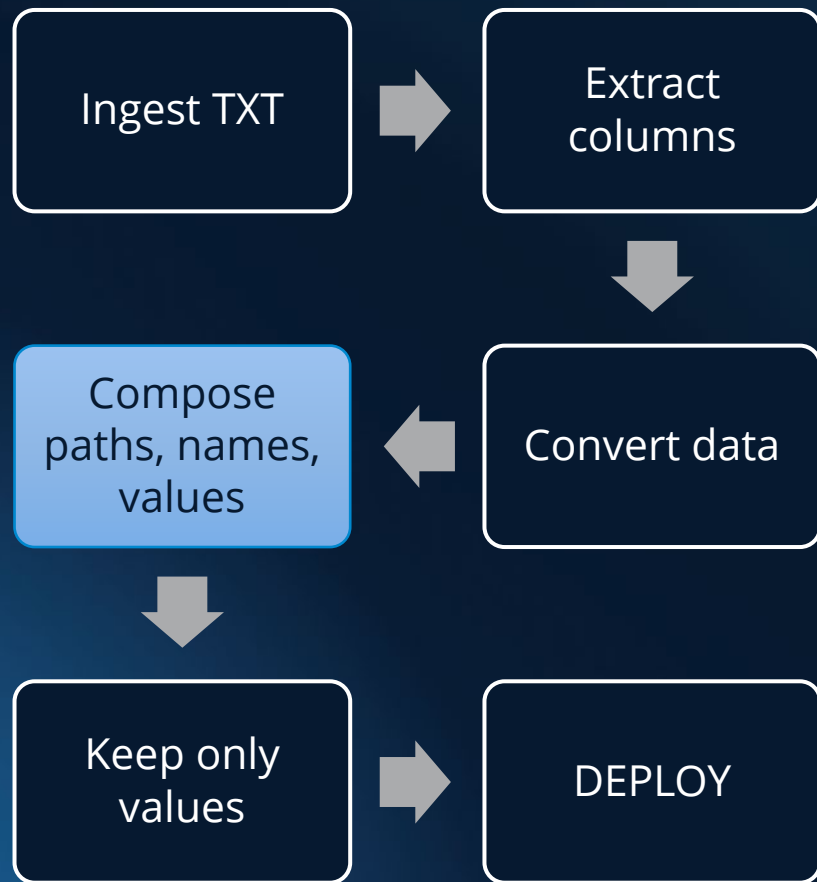 Ingest TXT
Extract
columns
Convert data
Compose
paths, names,
values
Keep only
values
DEPLOY